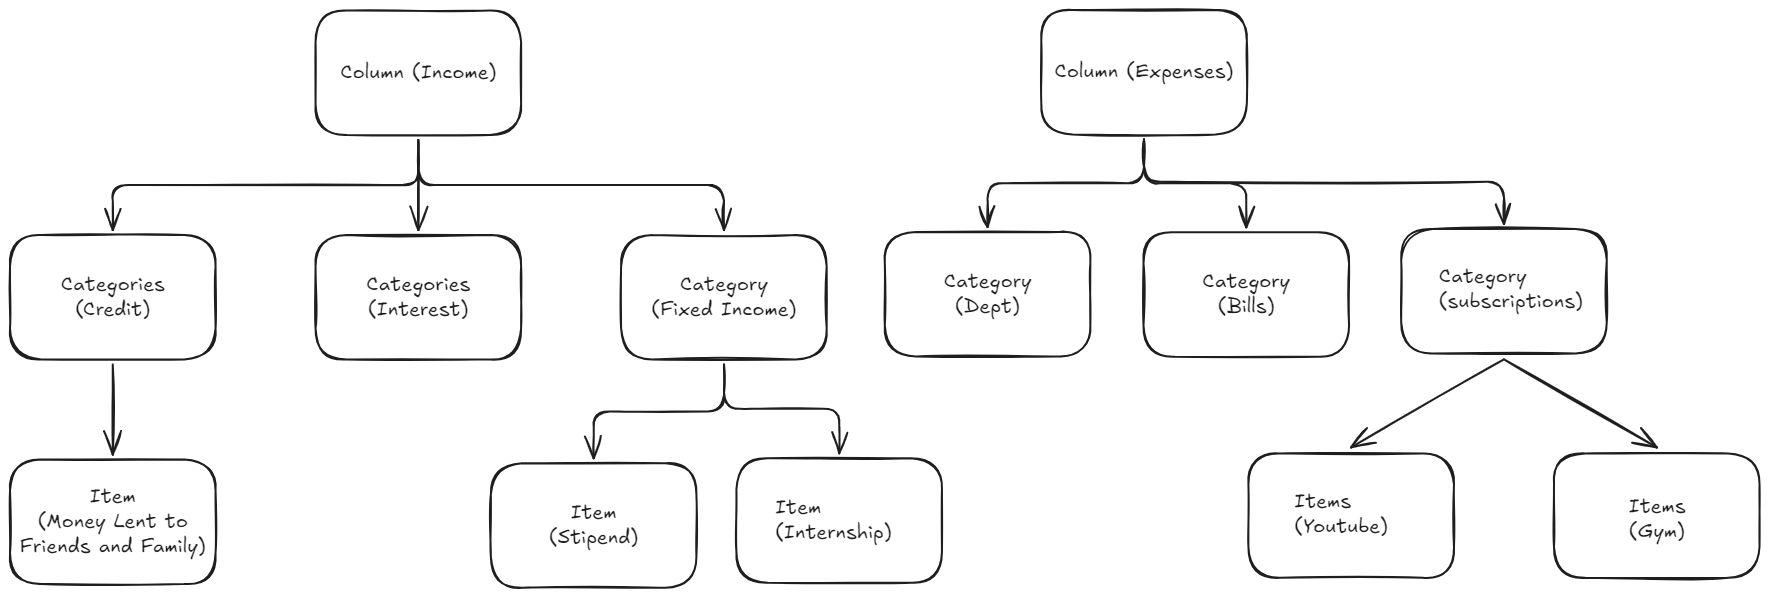 Column (Income)
Column (Expenses)
Categories
(Credit)
Categories
(Interest)
Category
(Fixed Income)
Category
(Dept)
Category
(Bills)
Category
(subscriptions)
Item
(Money Lent to
Friends and Family)
Item
(Stipend)
Item
(Internship)
Items
(Youtube)
Items
(Gym)